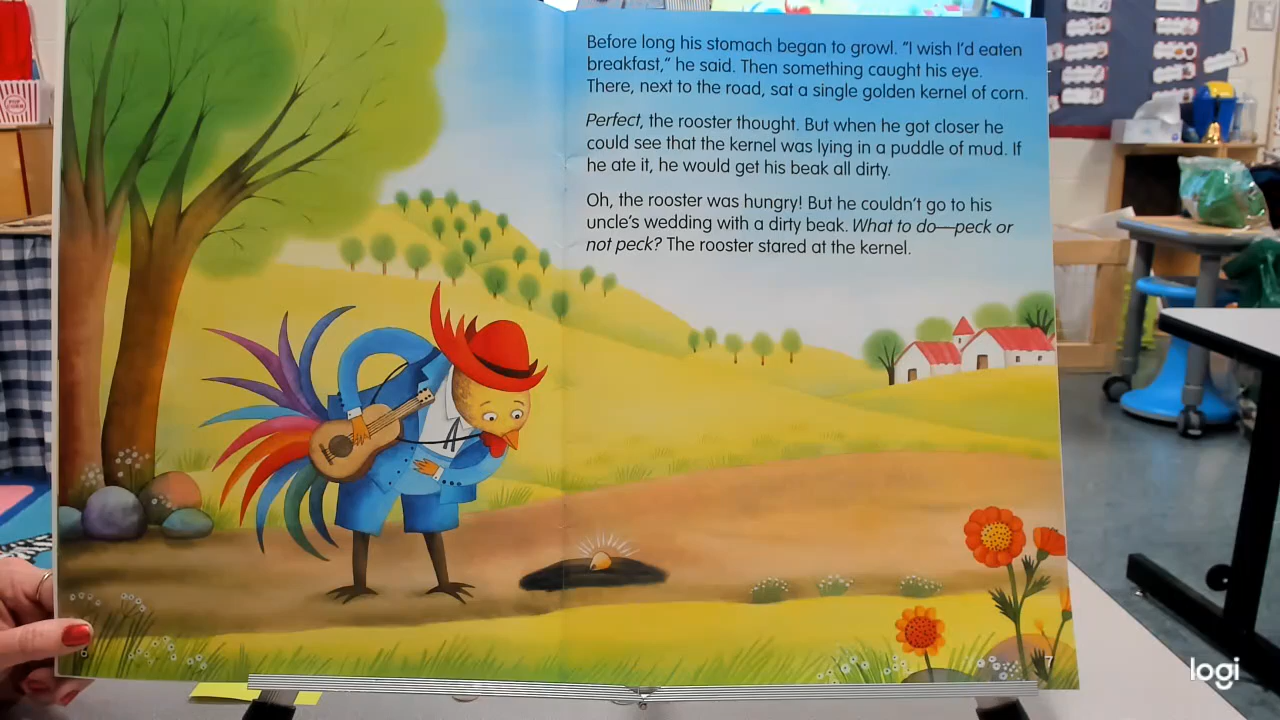 Before long his stomach began to growl. “I wish I’d eaten
breakfast,” he said. Then something caught his eye.
There, next to the road, sat a single golden kernel of corn.
Perfect, the rooster thought. But when he got closer he
could see that the kernel was lying in a puddle of mud. If
he ate it, he would get his beak all dirty.
Oh, the rooster was hungry! But he couldn’t go to his
uncle’s wedding with a dirty beak. What to do—peck or
not peck? The rooster stared at the kernel.
6
7
POP
CORN
logi